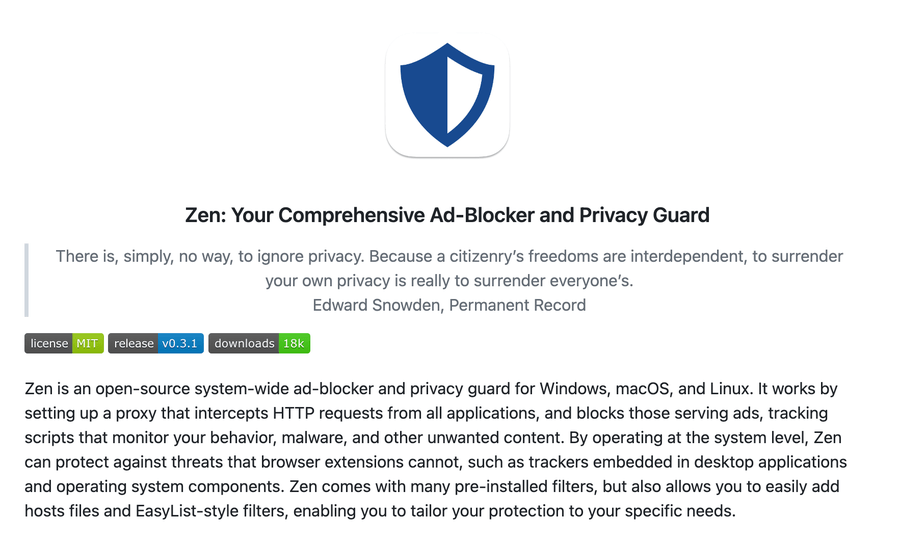 Zen: Your Comprehensive Ad-Blocker and Privacy Guard
There is, simply, no way, to ignore privacy. Because a citizenry’s freedoms are interdependent, to surrender
your own privacy is really to surrender everyone’s.
Edward Snowden, Permanent Record
license MIT release v0.3.1 downloads 18k
Zen is an open-source system-wide ad-blocker and privacy guard for Windows, macOS, and Linux. It works by
setting up a proxy that intercepts HTTP requests from all applications, and blocks those serving ads, tracking
scripts that monitor your behavior, malware, and other unwanted content. By operating at the system level, Zen
can protect against threats that browser extensions cannot, such as trackers embedded in desktop applications
and operating system components. Zen comes with many pre-installed filters, but also allows you to easily add
hosts files and EasyList-style filters, enabling you to tailor your protection to your specific needs.